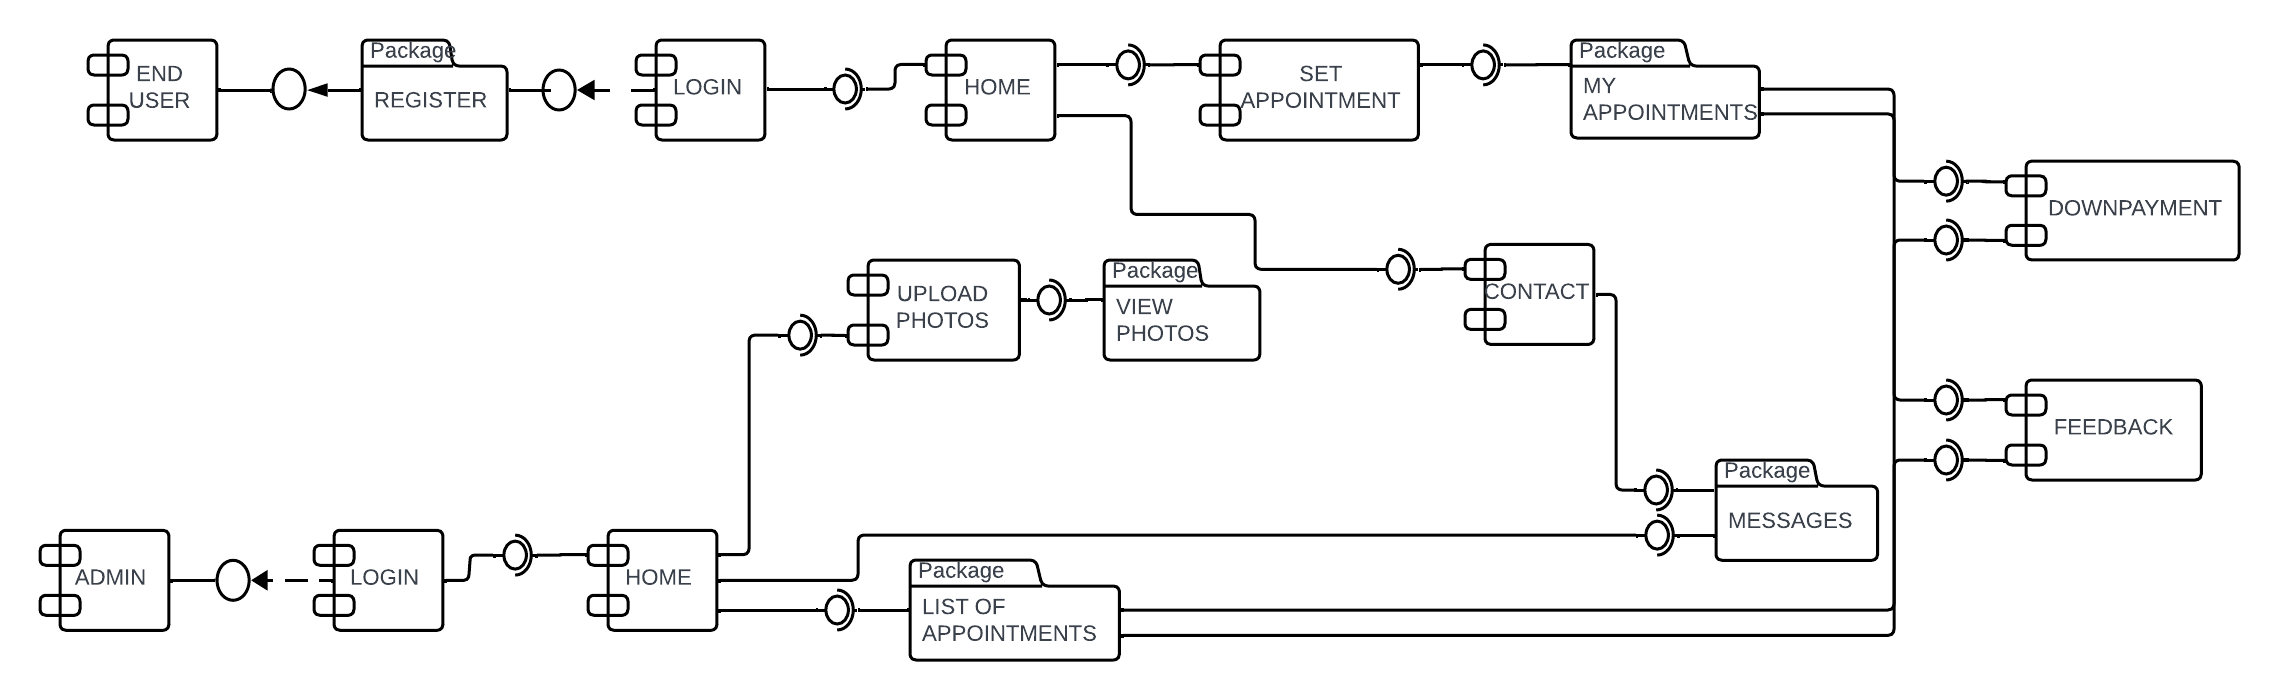 END
USER
Package
REGISTER
LOGIN
HOME
SET
APPOINTMENT
Package
MY
APPOINTMENTS
DOWNPAYMENT
UPLOAD
PHOTOS
Package
VIEW
PHOTOS
CONTACT
FEEDBACK
Package
MESSAGES
ADMIN
LOGIN
HOME
Package
LIST OF
APPOINTMENTS